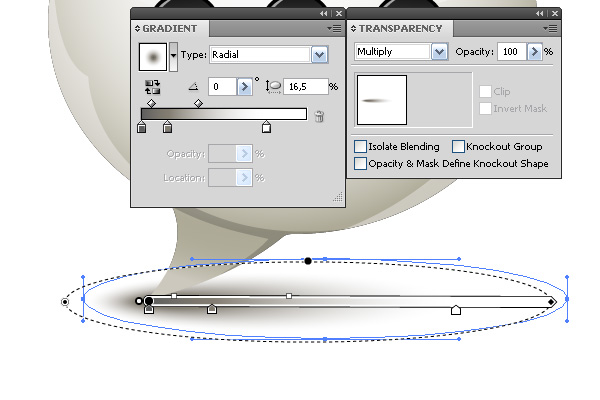 GRADIENT
Type: Radial
0 ° 16,5 %
Opacity: %
Location: %
TRANSPARENCY
Multiply Opacity: 100 %
Clip
Invert Mask
Isolate Blending Knockout Group
Opacity & Mask Define Knockout Shape